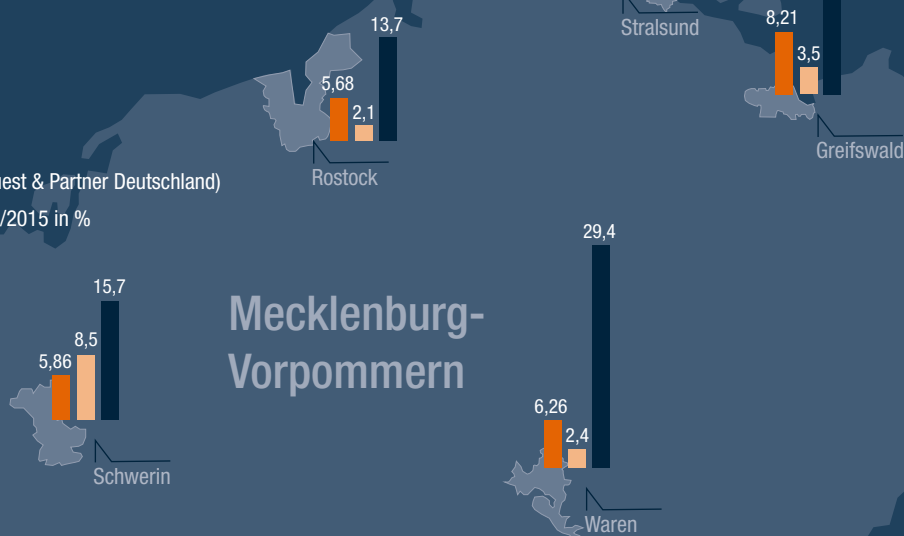 8,21
3,5
Stralsund
13,7
5,68
2,1
Greifswald
Rostock
& Partner Deutschland)
/2015 in %
29,4
15,7
8,5
5,86
Mecklenburg-
Vorpommern
6,26
2,4
Schwerin
Waren